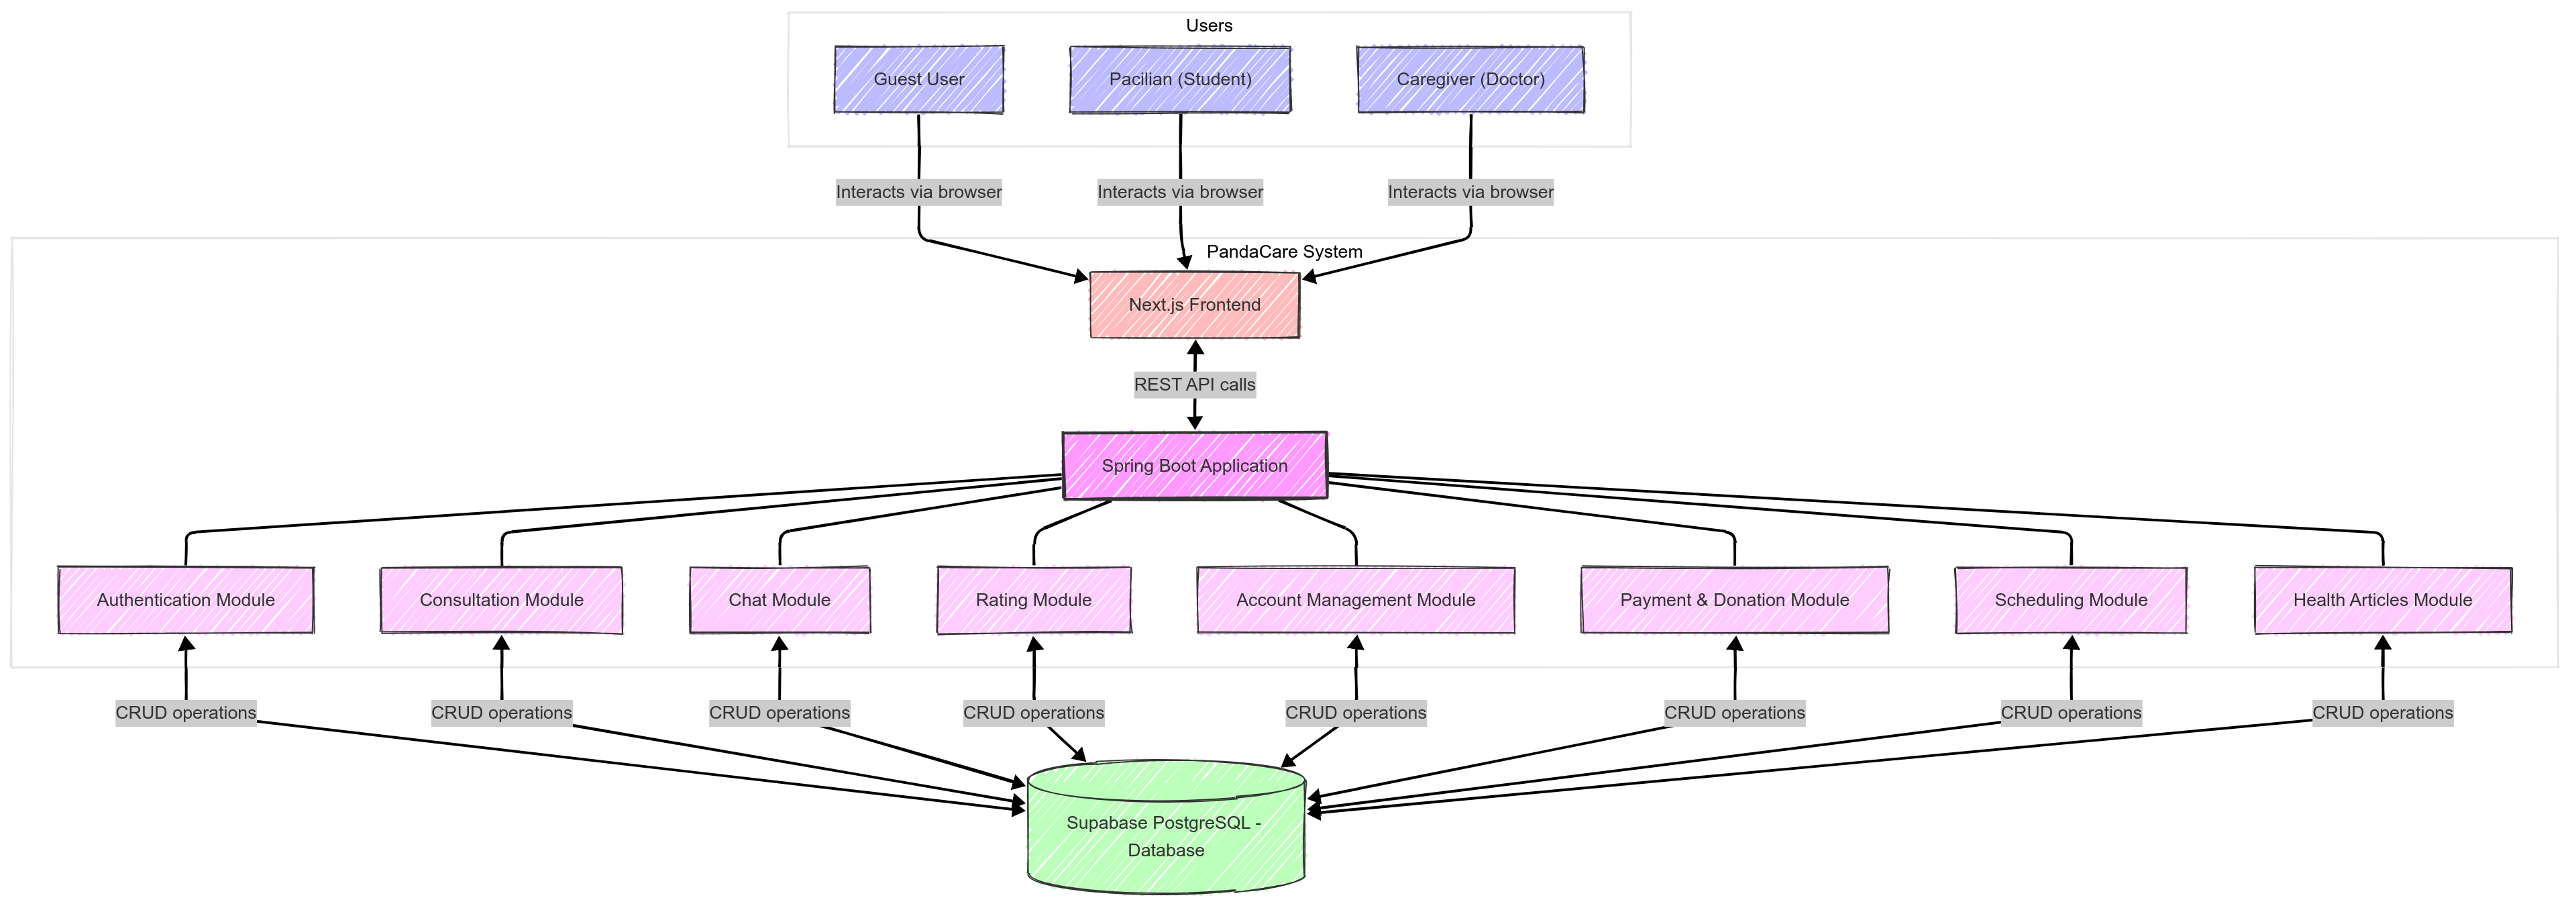 Users
Guest User
Pacilian (Student)
Caregiver (Doctor)
Interacts via browser
Interacts via browser
Interacts via browser
PandaCare System
Next.js Frontend
REST API calls
Spring Boot Application
Authentication Module
Consultation Module
Chat Module
Rating Module
Account Management Module
Payment & Donation Module
Scheduling Module
Health Articles Module
CRUD operations
CRUD operations
CRUD operations
CRUD operations
CRUD operations
CRUD operations
CRUD operations
CRUD operations
Supabase PostgreSQL -
Database